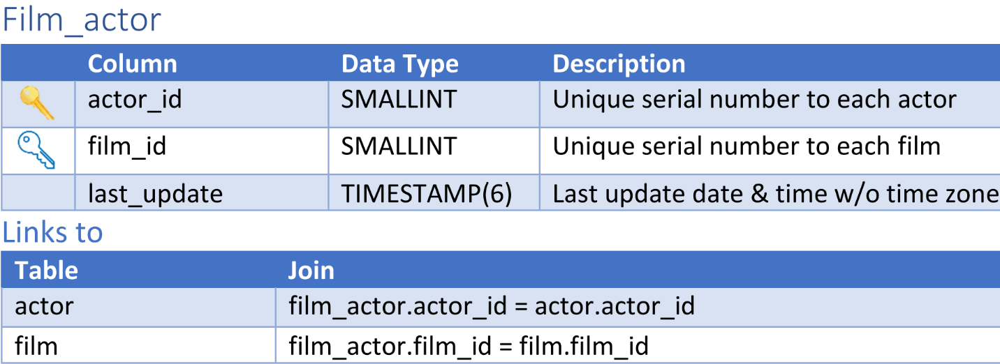 Film_actor
Column Data Type Description
actor_id SMALLINT Unique serial number to each actor
film_id SMALLINT Unique serial number to each film
last_update TIMESTAMP(6) Last update date & time w/o time zone
Links to
Table Join
actor film_actor.actor_id = actor.actor_id
film film_actor.film_id = film.film_id